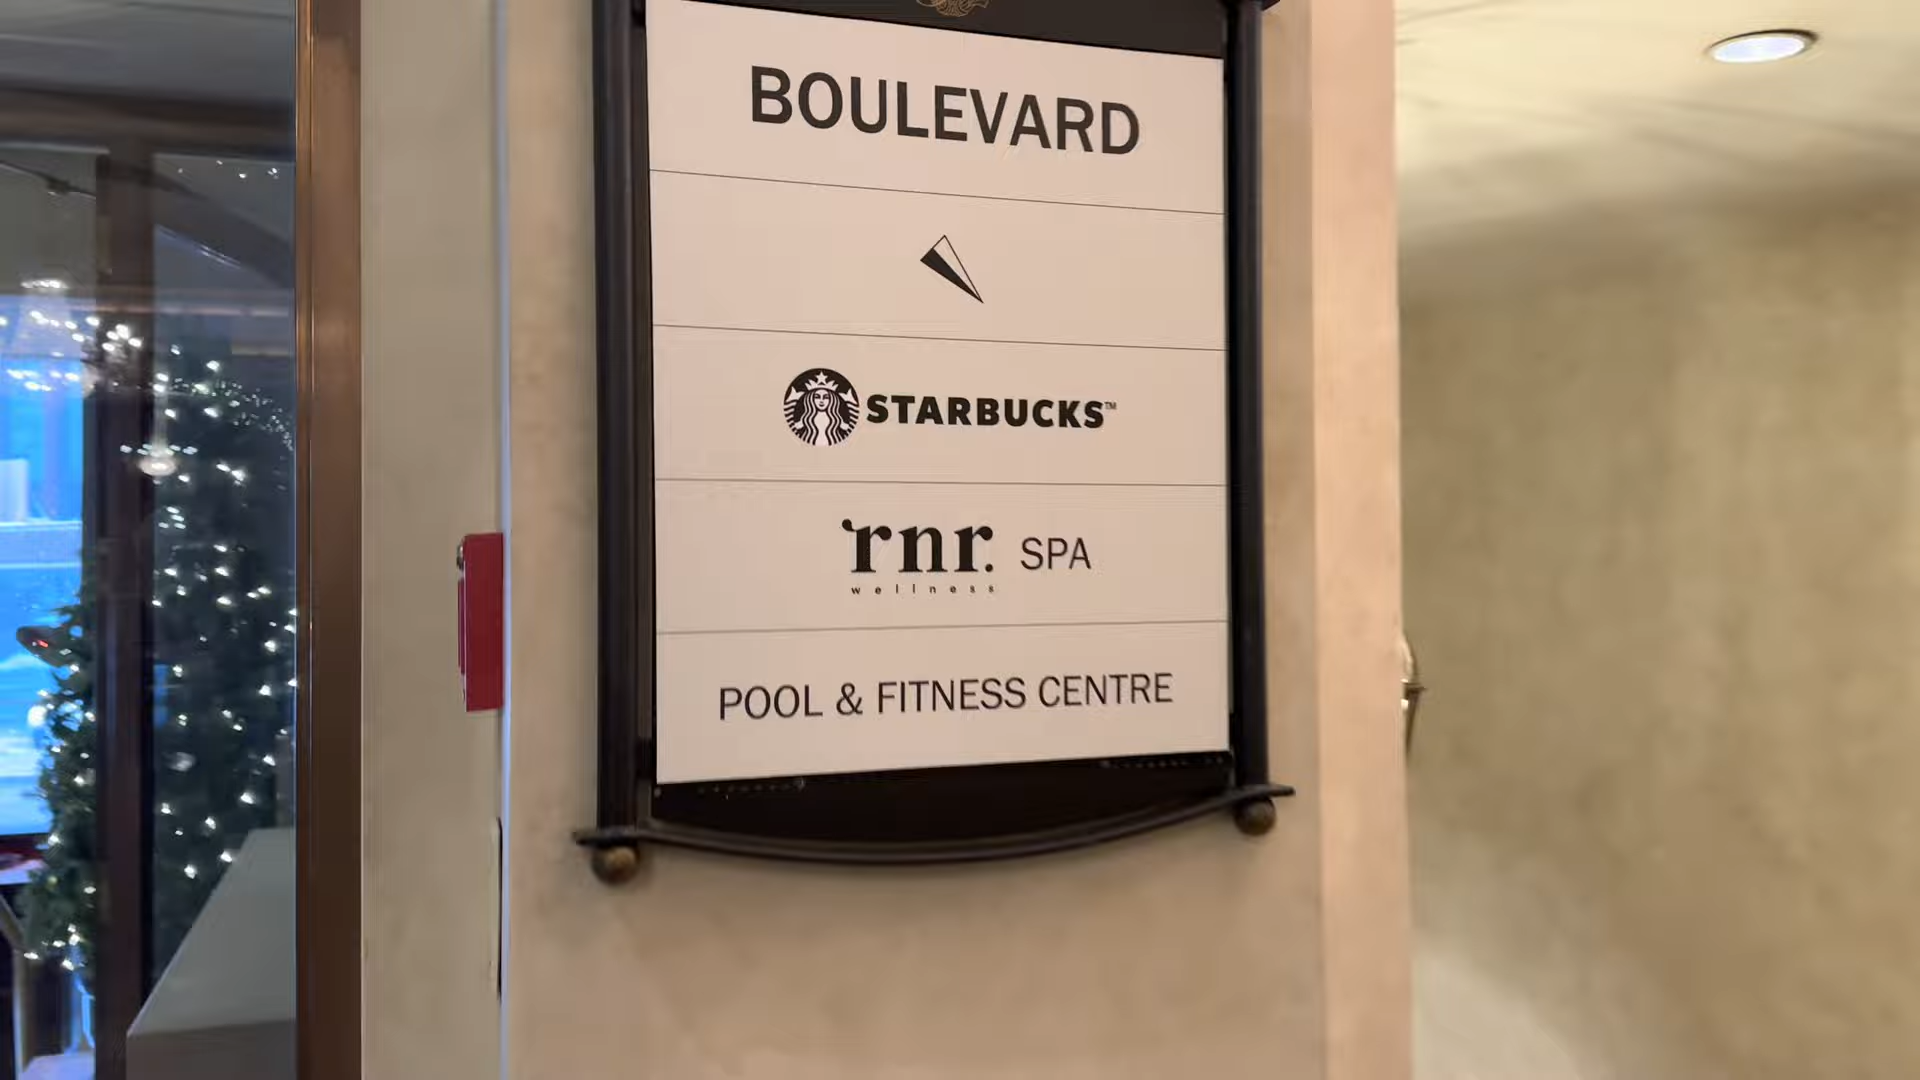 BOULEVARD
STARBUCKS™
rnr. SPA
wellness
POOL & FITNESS CENTRE